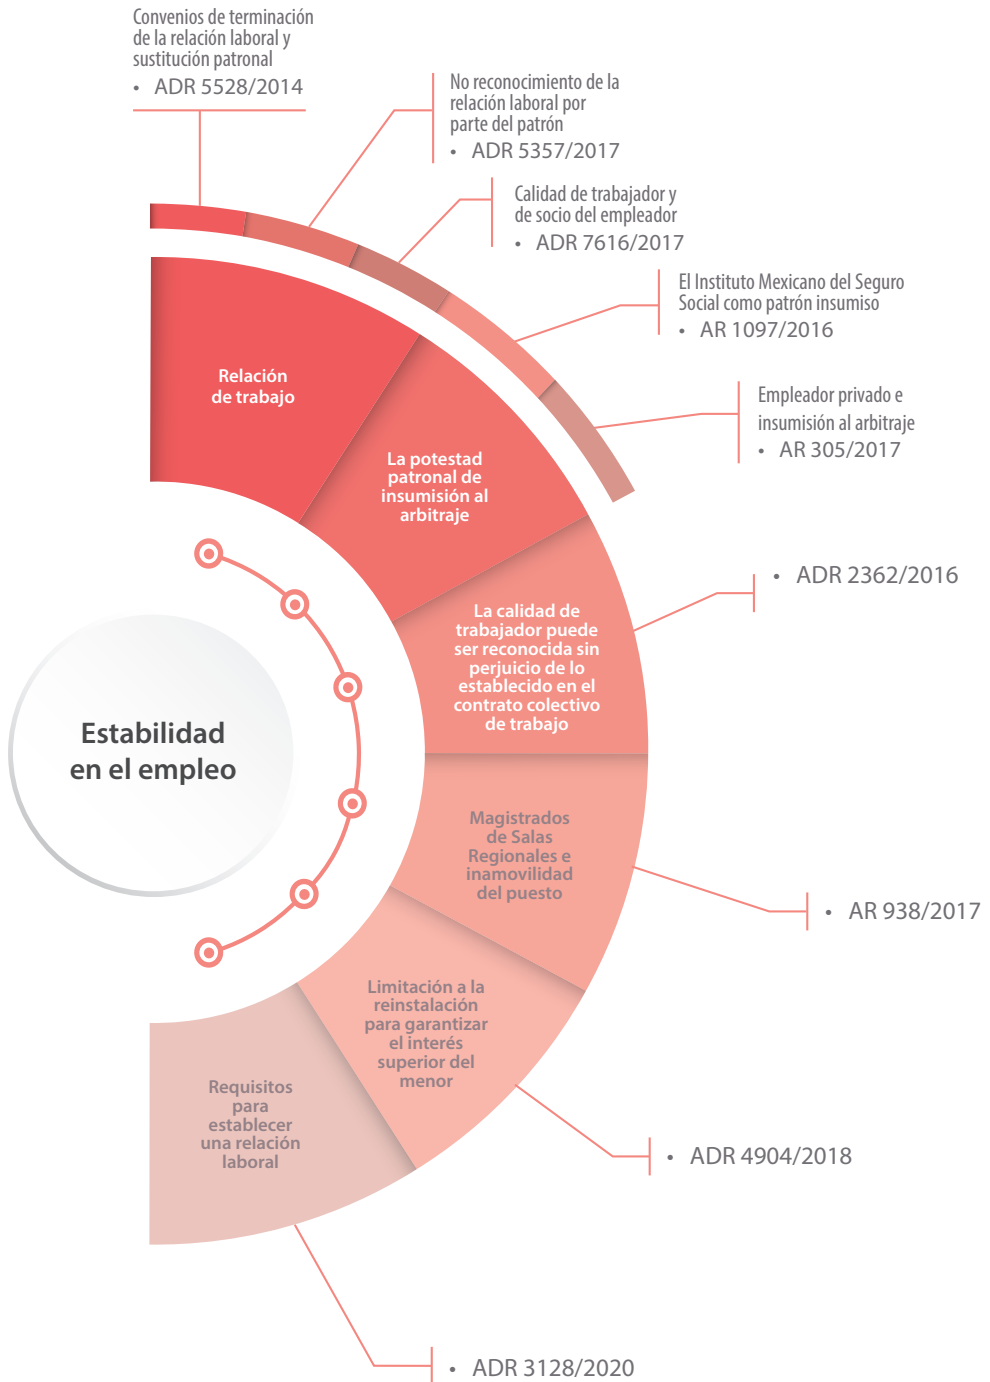 Convenios de terminación
de la relación laboral y
sustitución patronal
• ADR 5528/2014
No reconocimiento de la
relación laboral por
parte del patrón
• ADR 5357/2017
Calidad de trabajador y
de socio del empleador
• ADR 7616/2017
El Instituto Mexicano del Seguro
Social como patrón insumiso
• AR 1097/2016
Empleador privado e
insumisión al arbitraje
• AR 305/2017
Relación
de trabajo
La potestad
patronal de
insumisión al
arbitraje
• ADR 2362/2016
La calidad de
trabajador puede
ser reconocida sin
perjuicio de lo
establecido en el
contrato colectivo
de trabajo
Estabilidad
en el empleo
Magistrados
de Salas
Regionales e
inamovilidad
del puesto
• AR 938/2017
Limitación a la
reinstalación
para garantizar
el interés
superior del
menor
• ADR 4904/2018
Requisitos
para
establecer
una relación
laboral
• ADR 3128/2020